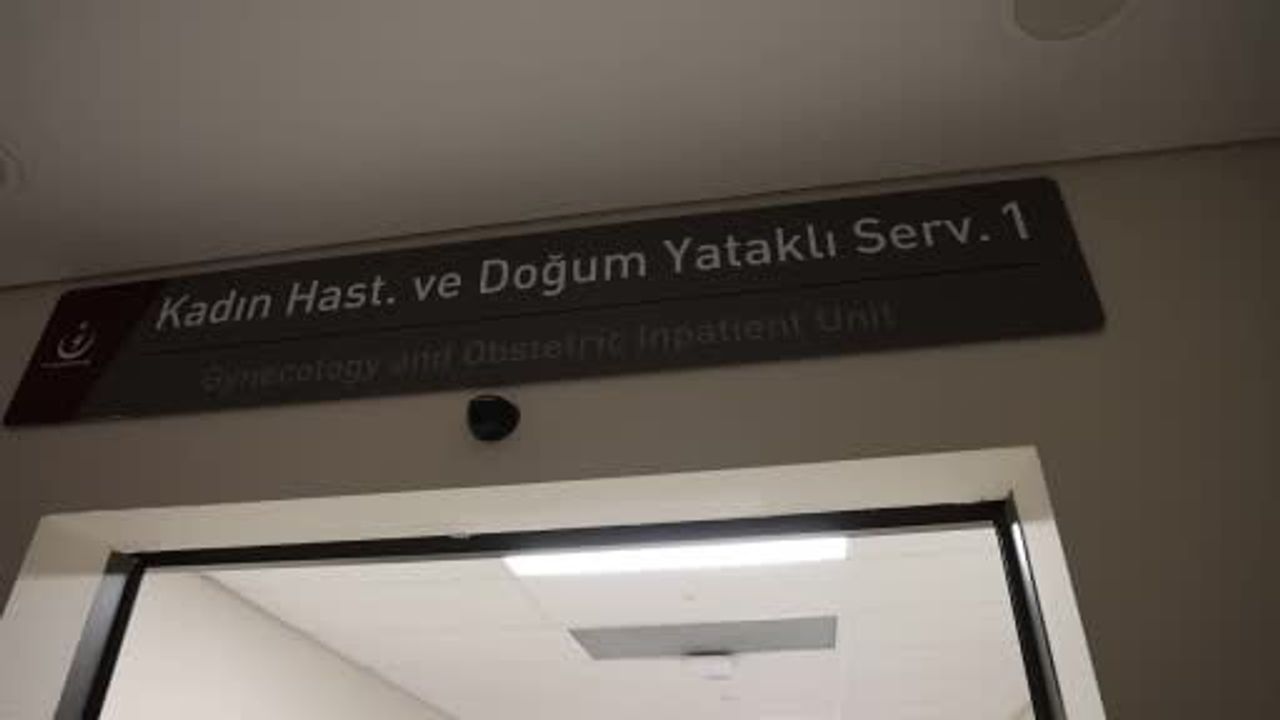 Kadın Hast. ve Doğum Yataklı Serv. 1
Gynecology and Obstetric Inpatient Unit